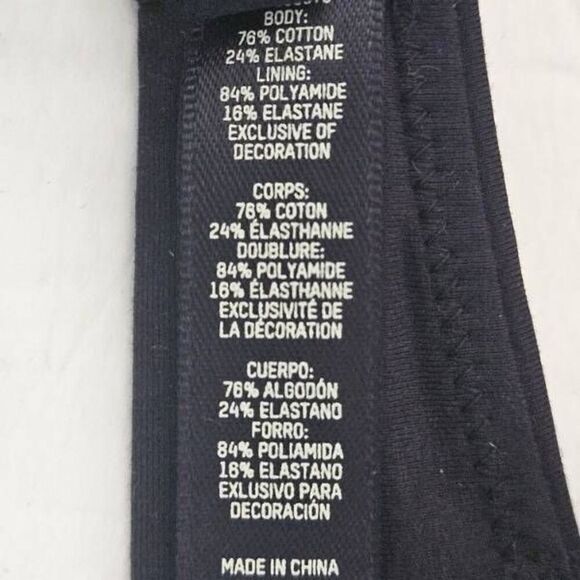 BODY:
76% COTTON
24% ELASTANE
LINING:
84% POLYAMIDE
16% ELASTANE
EXCLUSIVE OF
DECORATION
CORPS:
76% COTON
24% ÉLASTHANNE
DOUBLURE:
84% POLYAMIDE
16% ÉLASTHANNE
EXCLUSIVITÉ DE
LA DÉCORATION
CUERPO:
76% ALGODÓN
24% ELASTANO
FORRO:
84% POLIAMIDA
16% ELASTANO
EXLUSIVO PARA
DECORACIÓN
MADE IN CHINA